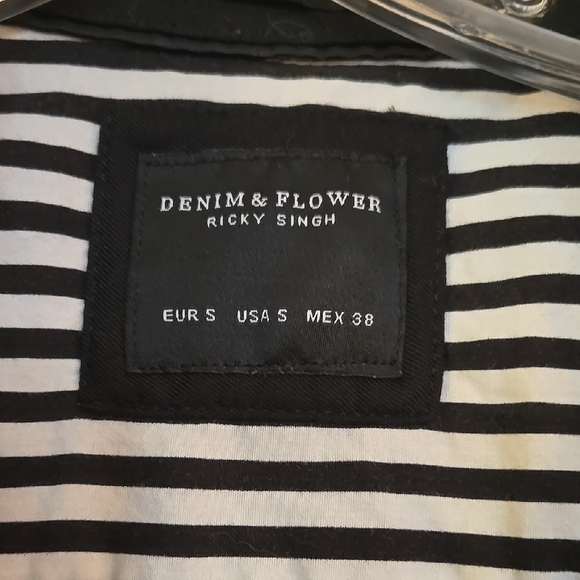 DENIM & FLOWER
RICKY SINGH
EUR S USA S MEX 38